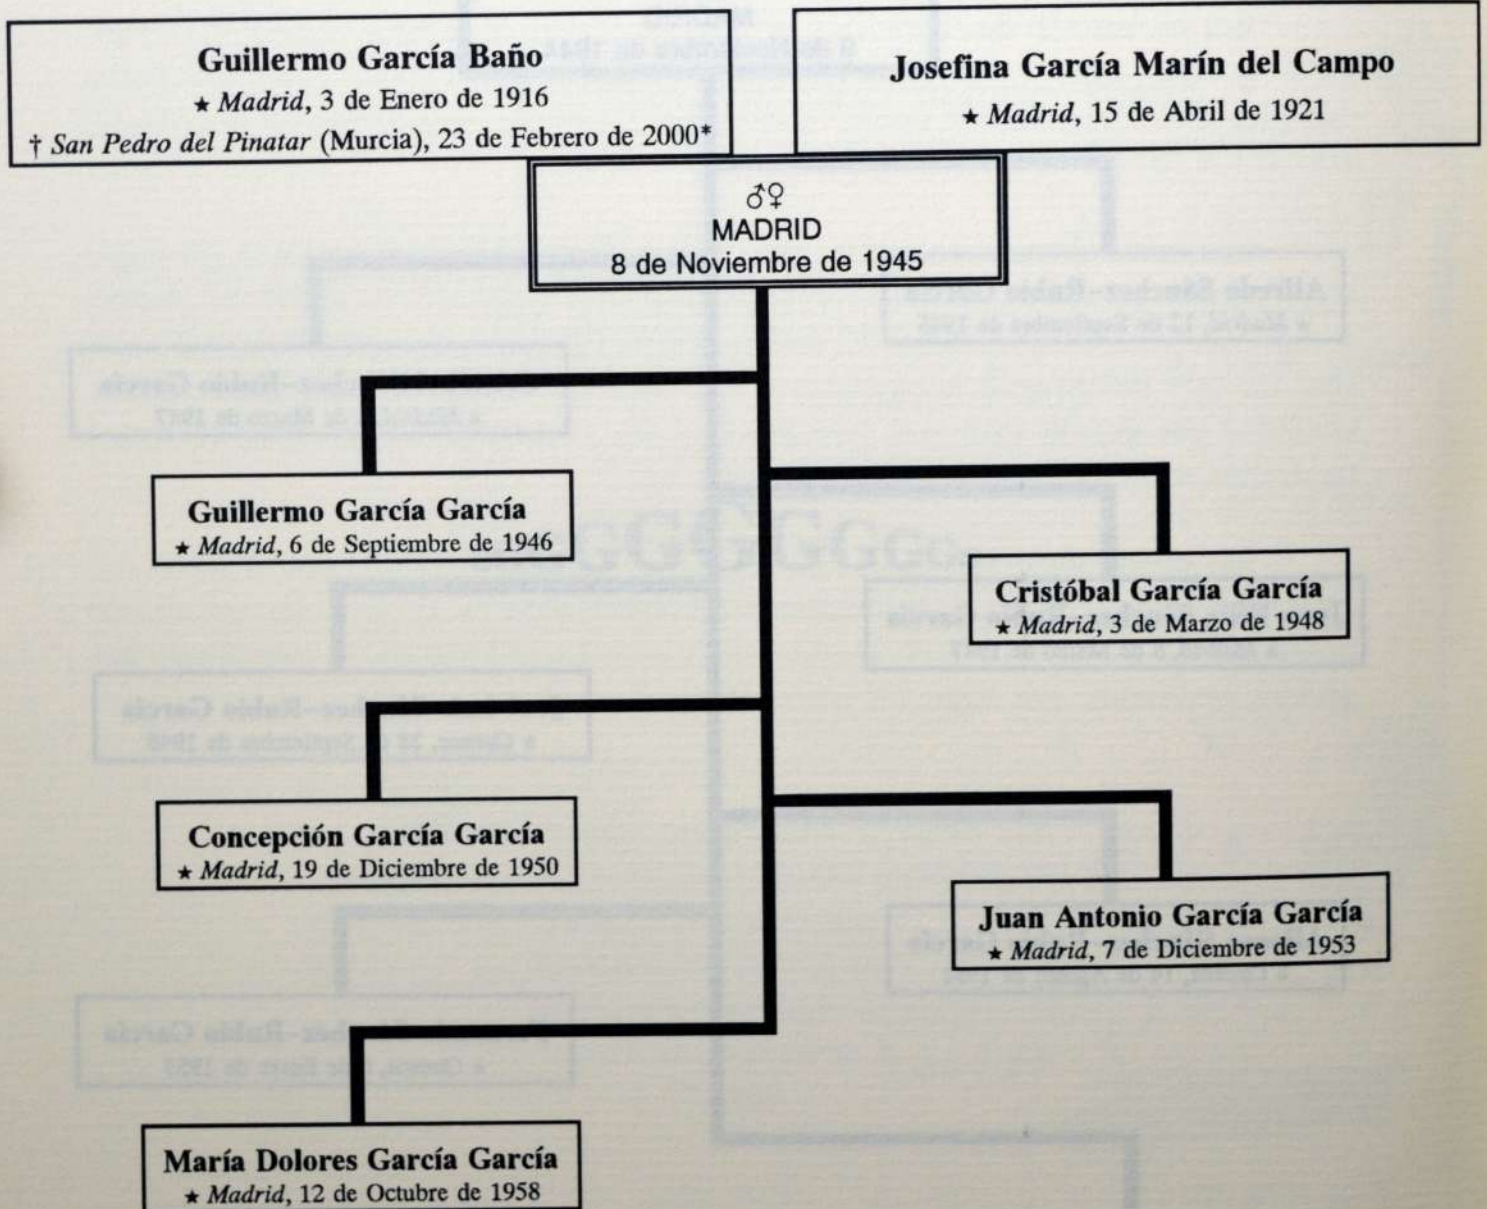 Guillermo García Baño
★ Madrid, 3 de Enero de 1916
† San Pedro del Pinatar (Murcia), 23 de Febrero de 2000*
Josefina García Marín del Campo
★ Madrid, 15 de Abril de 1921
♂♀
MADRID
8 de Noviembre de 1945
Guillermo García García
★ Madrid, 6 de Septiembre de 1946
Cristóbal García García
★ Madrid, 3 de Marzo de 1948
Concepción García García
★ Madrid, 19 de Diciembre de 1950
Juan Antonio García García
★ Madrid, 7 de Diciembre de 1953
María Dolores García García
★ Madrid, 12 de Octubre de 1958